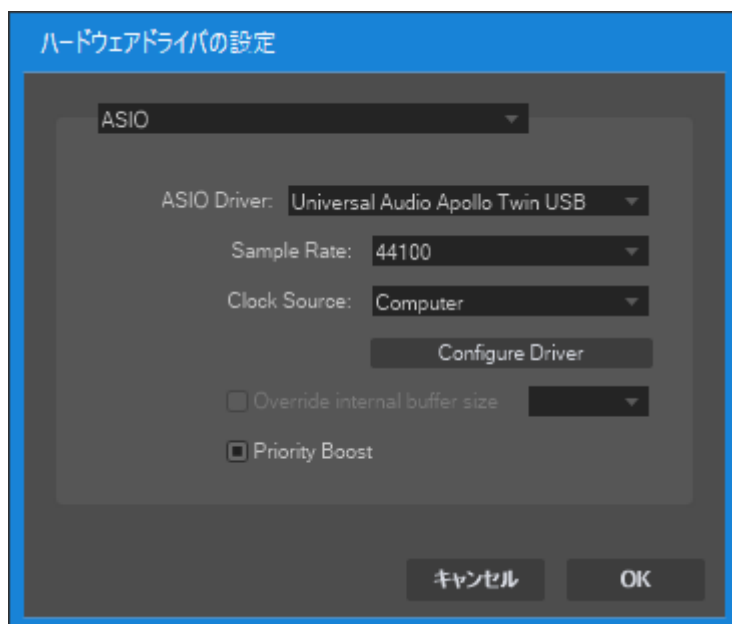 ハードウェアドライバの設定
ASIO
ASIO Driver: Universal Audio Apollo Twin USB
Sample Rate: 44100
Clock Source: Computer
Configure Driver
Override internal buffer size
Priority Boost
キャンセル OK